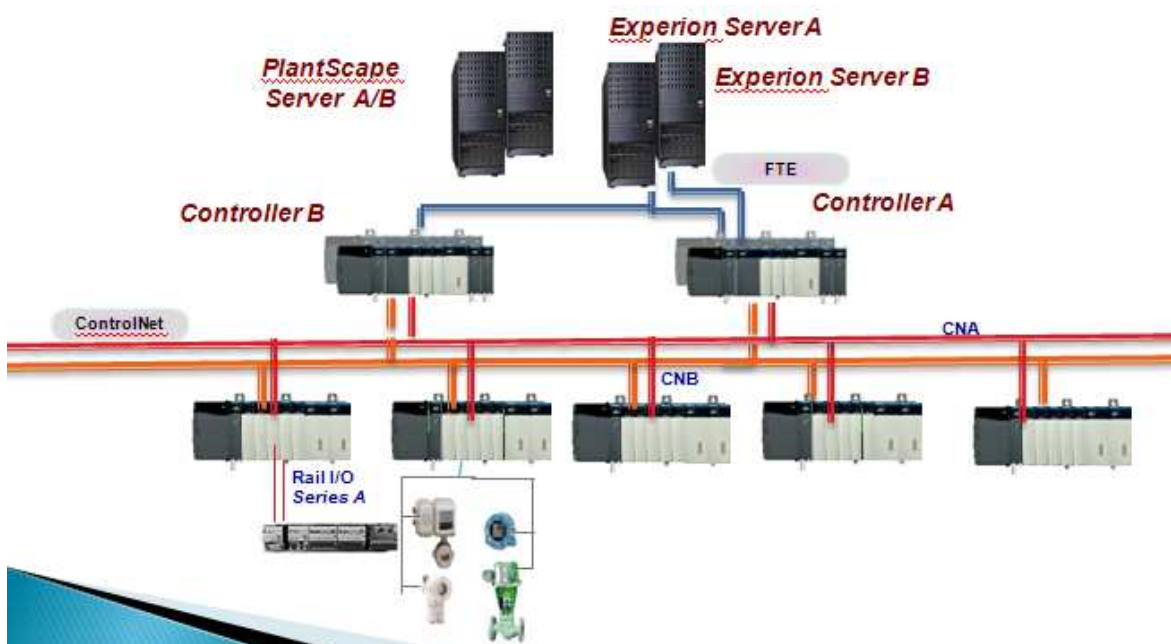 Experion Server A
PlantScape
Server A/B
Experion Server B
FTE
Controller B
Controller A
ControlNet
CNA
CNB
Rail I/O
Series A